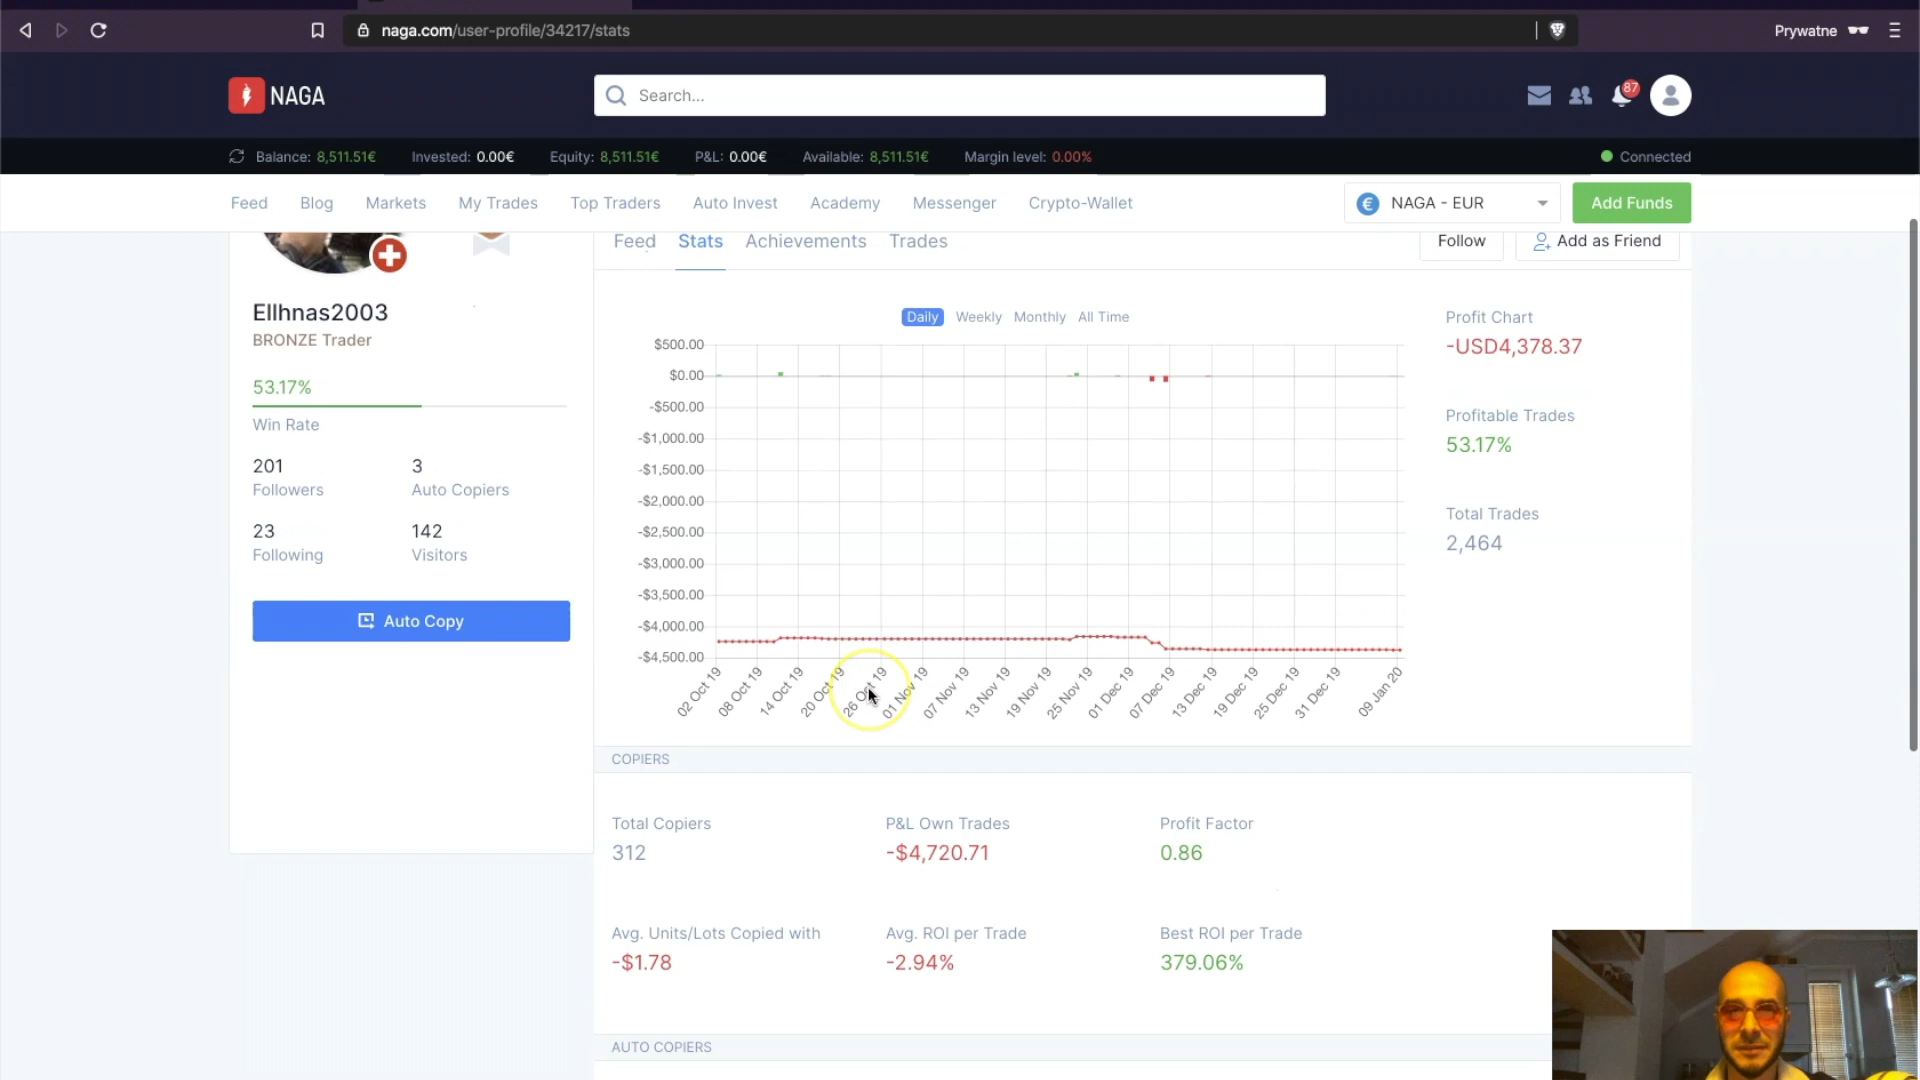 naga.com/user-profile/34217/stats
Prywatne
NAGA
Search...
87
Balance: 8,511.51€ Invested: 0.00€ Equity: 8,511.51€ P&L: 0.00€ Available: 8,511.51€ Margin level: 0.00%
Connected
Feed Blog Markets My Trades Top Traders Auto Invest Academy Messenger Crypto-Wallet
€ NAGA - EUR
Add Funds
Feed Stats Achievements Trades
Follow
Add as Friend
Ellhnas2003
BRONZE Trader
53.17%
Win Rate
201
Followers
3
Auto Copiers
23
Following
142
Visitors
Auto Copy
Daily Weekly Monthly All Time
$500.00
$0.00
-$500.00
-$1,000.00
-$1,500.00
-$2,000.00
-$2,500.00
-$3,000.00
-$3,500.00
-$4,000.00
-$4,500.00
02 Oct 19 08 Oct 19 14 Oct 19 20 Oct 19 26 Oct 19 01 Nov 19 07 Nov 19 13 Nov 19 19 Nov 19 25 Nov 19 01 Dec 19 07 Dec 19 13 Dec 19 19 Dec 19 25 Dec 19 31 Dec 19 09 Jan 20
Profit Chart
-USD4,378.37
Profitable Trades
53.17%
Total Trades
2,464
COPIERS
Total Copiers
312
P&L Own Trades
-$4,720.71
Profit Factor
0.86
Avg. Units/Lots Copied with
-$1.78
Avg. ROI per Trade
-2.94%
Best ROI per Trade
379.06%
AUTO COPIERS